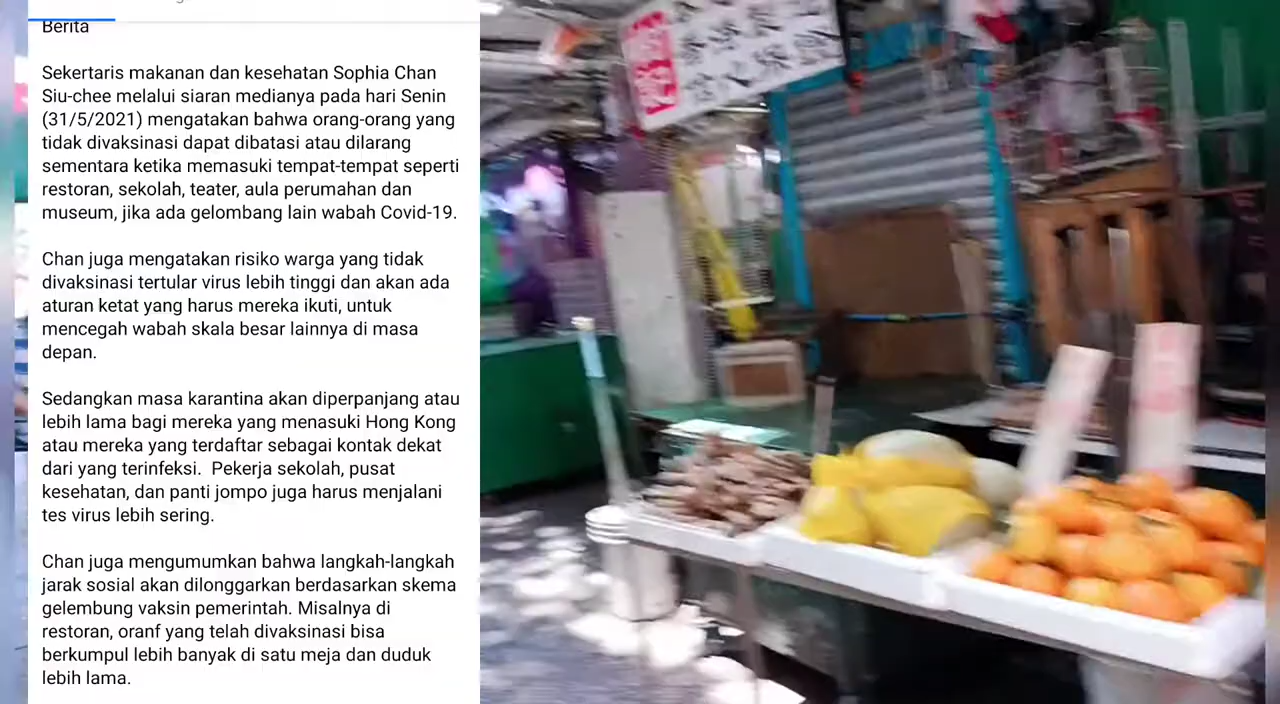 Berita
Sekertaris makanan dan kesehatan Sophia Chan
Siu-chee melalui siaran medianya pada hari Senin
(31/5/2021) mengatakan bahwa orang-orang yang
tidak divaksinasi dapat dibatasi atau dilarang
sementara ketika memasuki tempat-tempat seperti
restoran, sekolah, teater, aula perumahan dan
museum, jika ada gelombang lain wabah Covid-19.
Chan juga mengatakan risiko warga yang tidak
divaksinasi tertular virus lebih tinggi dan akan ada
aturan ketat yang harus mereka ikuti, untuk
mencegah wabah skala besar lainnya di masa
depan.
Sedangkan masa karantina akan diperpanjang atau
lebih lama bagi mereka yang menasuki Hong Kong
atau mereka yang terdaftar sebagai kontak dekat
dari yang terinfeksi. Pekerja sekolah, pusat
kesehatan, dan panti jompo juga harus menjalani
tes virus lebih sering.
Chan juga mengumumkan bahwa langkah-langkah
jarak sosial akan dilonggarkan berdasarkan skema
gelembung vaksin pemerintah. Misalnya di
restoran, oranf yang telah divaksinasi bisa
berkumpul lebih banyak di satu meja dan duduk
lebih lama.